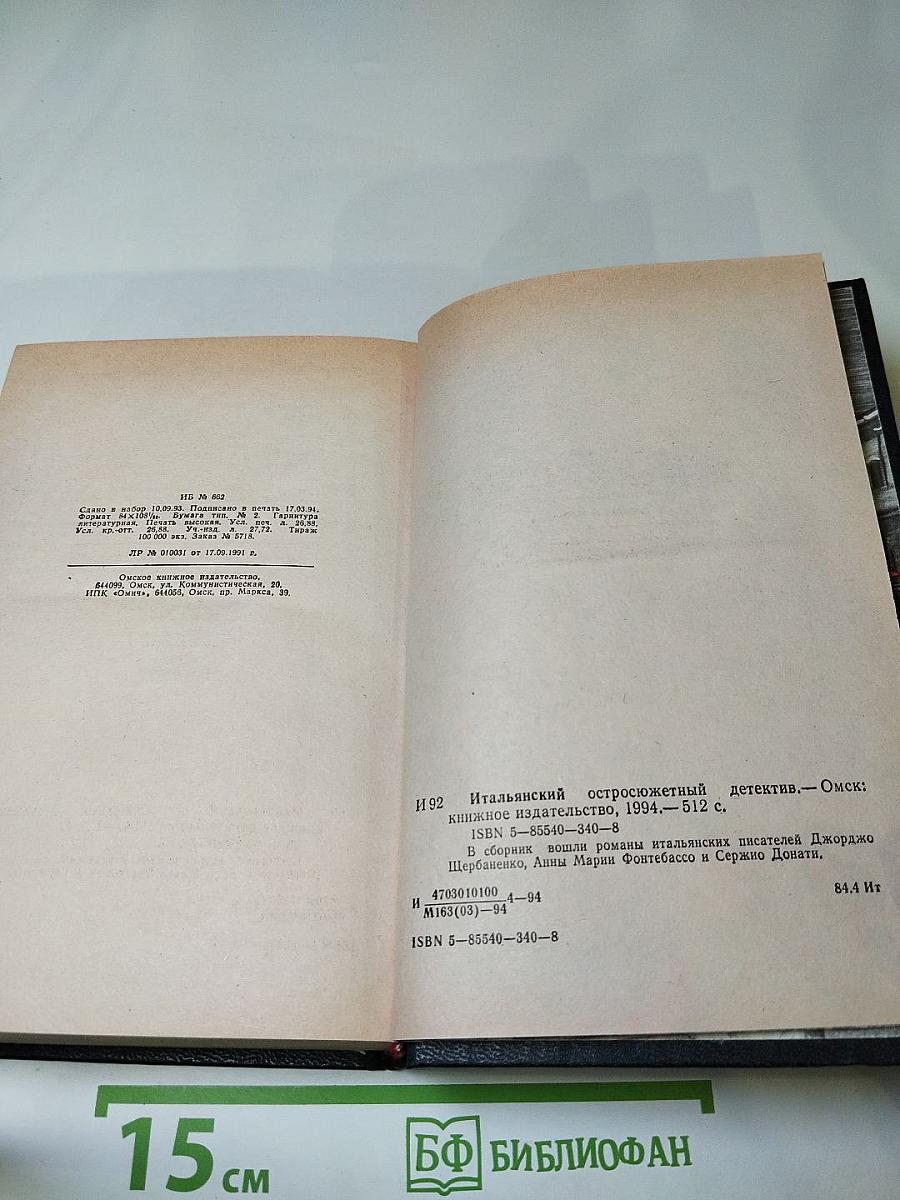 ИБ № 662
Сдано в набор 10.09.93. Подписано в печать 17.03.94.
Формат 84×108¹/₃₂. Бумага тип. № 2. Гарнитура
литературная. Печать высокая. Усл. печ. л. 26,88.
Усл. кр.-отт. 26,88. Уч.-изд. л. 27,72. Тираж
100 000 экз. Заказ № 5718.
ЛР № 010031 от 17.09.1991 г.
Омское книжное издательство.
644099, Омск, ул. Коммунистическая, 20.
ИПК «Омич», 644056, Омск, пр. Маркса, 39.
И 92 Итальянский остросюжетный детектив.— Омск:
книжное издательство, 1994.— 512 с.
ISBN 5—85540—340—8
В сборник вошли романы итальянских писателей Джорджо
Щербаненко, Анны Марии Фонтебассо и Сержио Донати.
И 4703010100 4—94
М163(03)—94
84.4 Ит
ISBN 5—85540—340—8
15 см
БФ БИБЛИОФАН